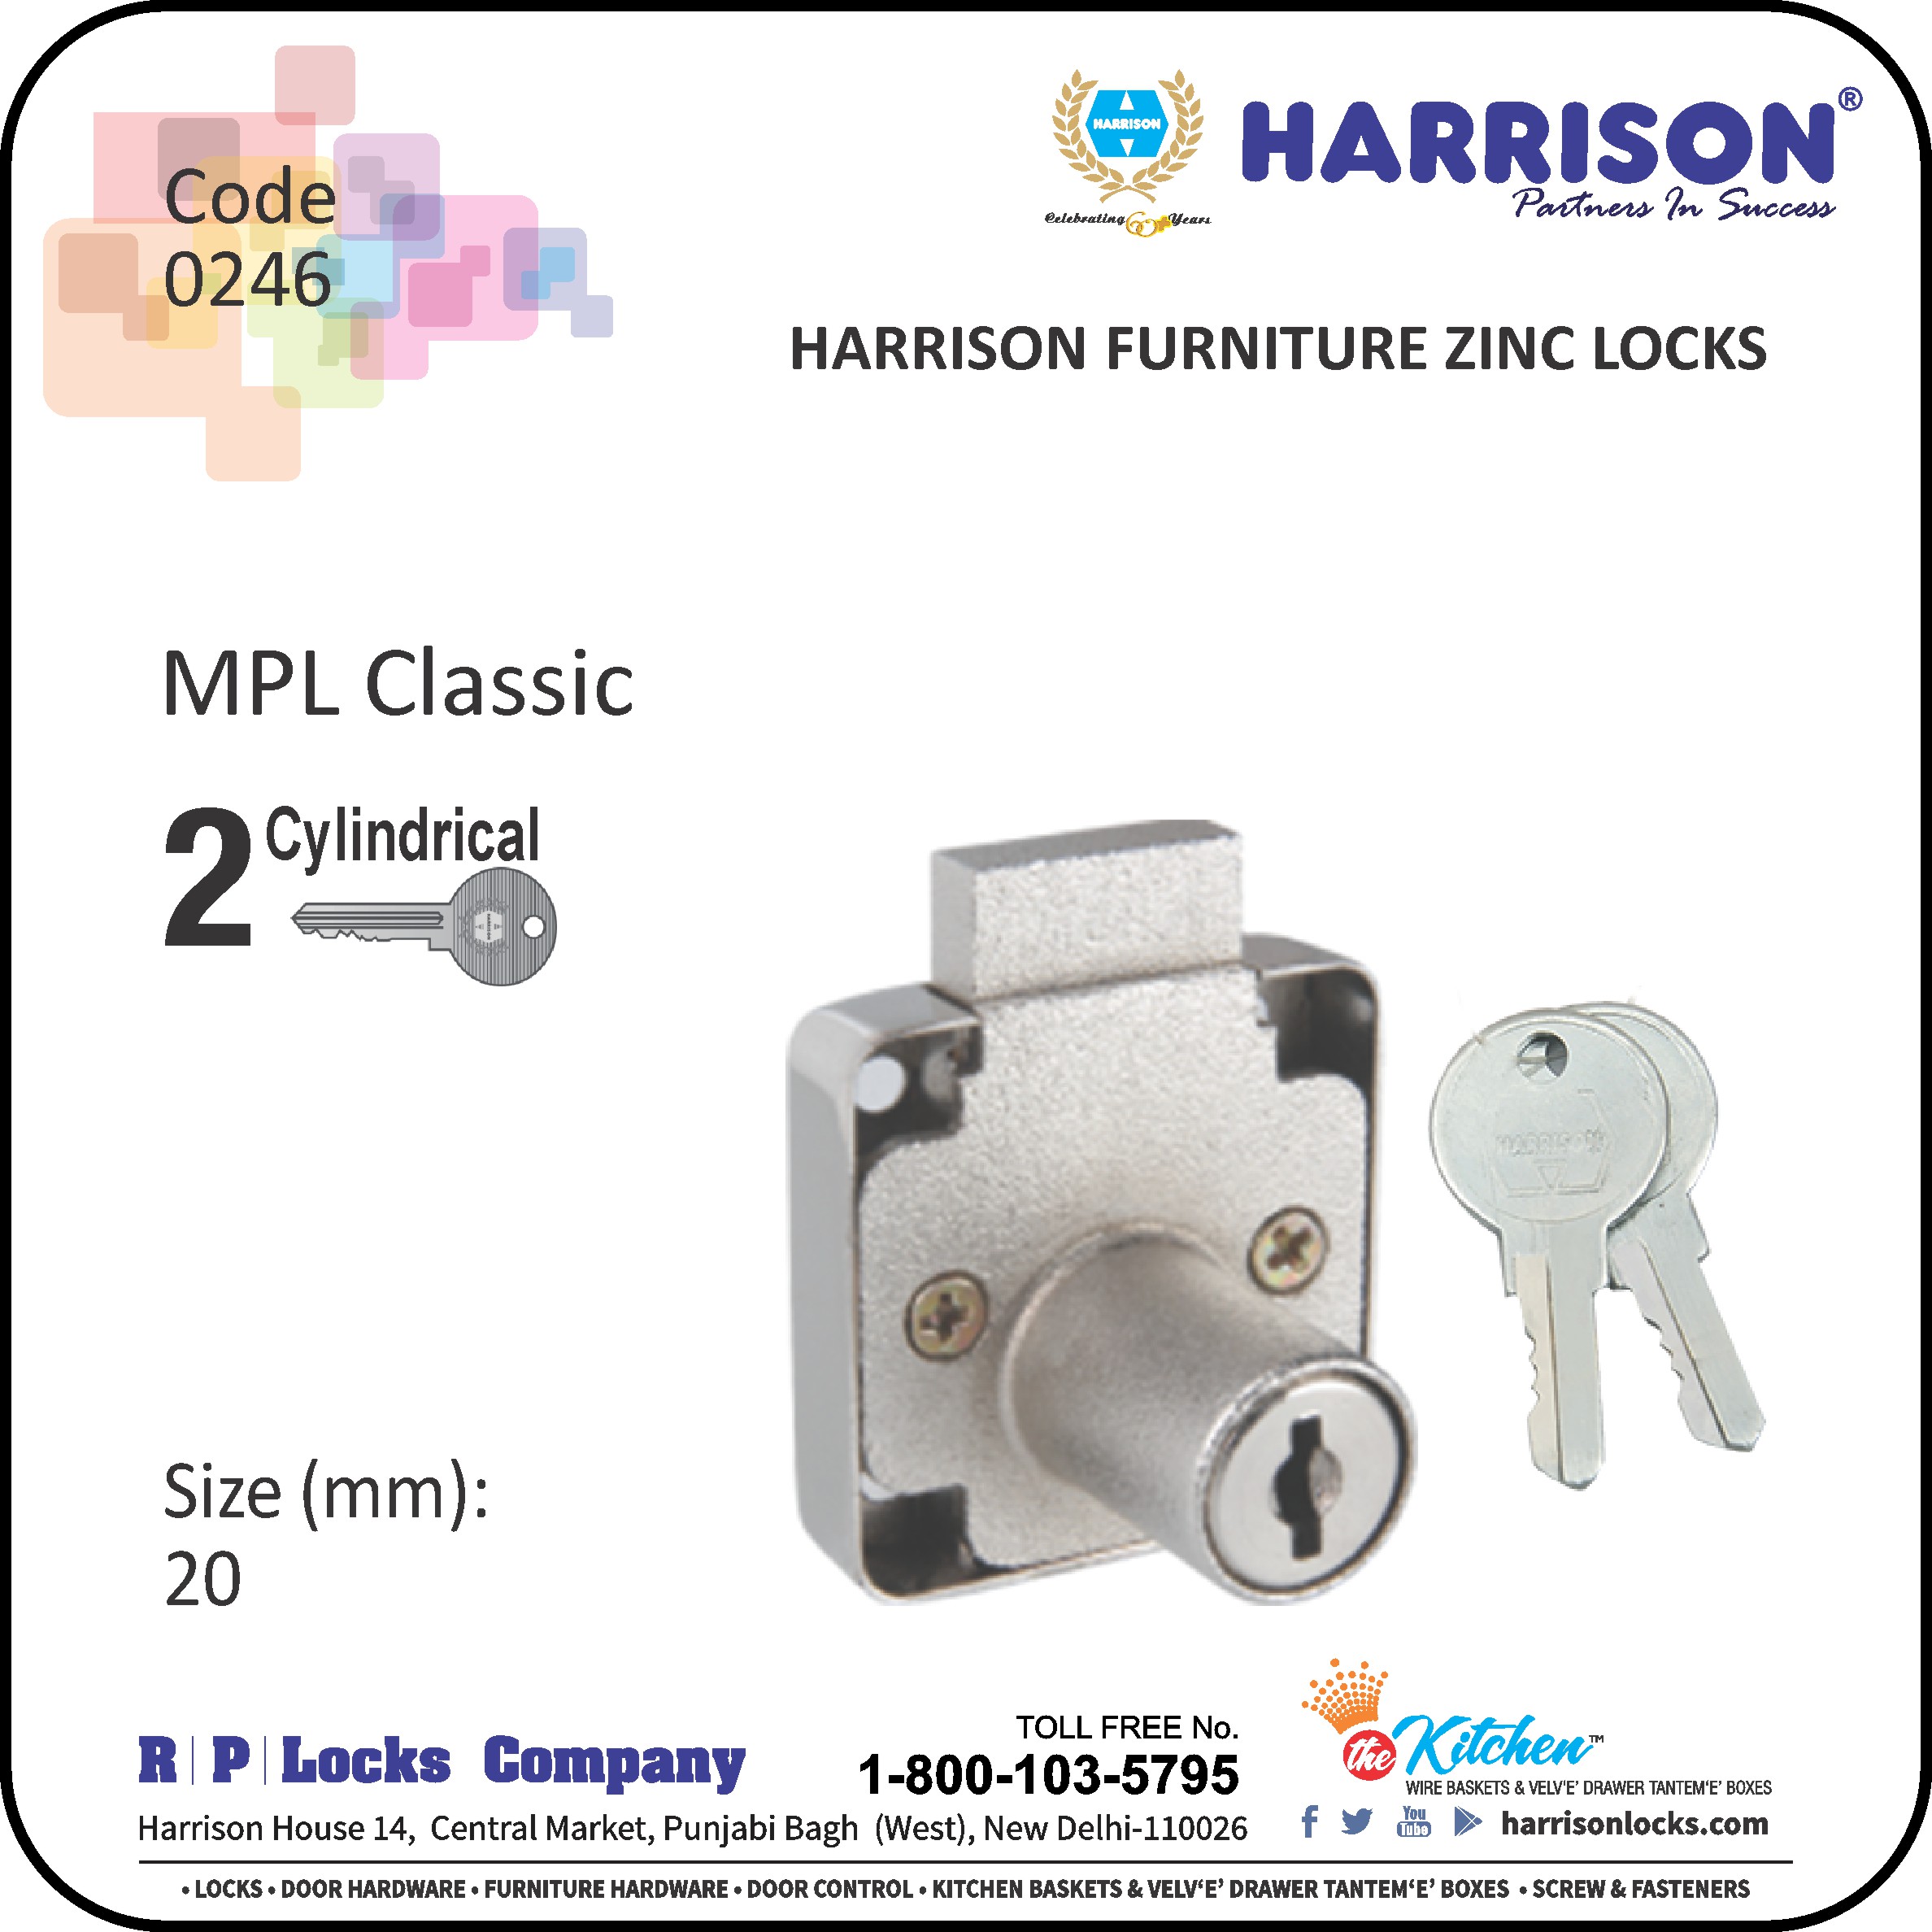 Code
0246
HARRISON
Celebrating 60+ Years
HARRISON®
Partners In Success
HARRISON FURNITURE ZINC LOCKS
MPL Classic
2 Cylindrical
HARRISON
HARRISON
Size (mm):
20
R|P|Locks Company
Harrison House 14, Central Market, Punjabi Bagh (West), New Delhi-110026
TOLL FREE No.
1-800-103-5795
the Kitchen™
WIRE BASKETS & VELV'E' DRAWER TANTEM'E' BOXES
f You Tube harrisonlocks.com
• LOCKS • DOOR HARDWARE • FURNITURE HARDWARE • DOOR CONTROL • KITCHEN BASKETS & VELV‘E’ DRAWER TANTEM‘E’ BOXES • SCREW & FASTENERS